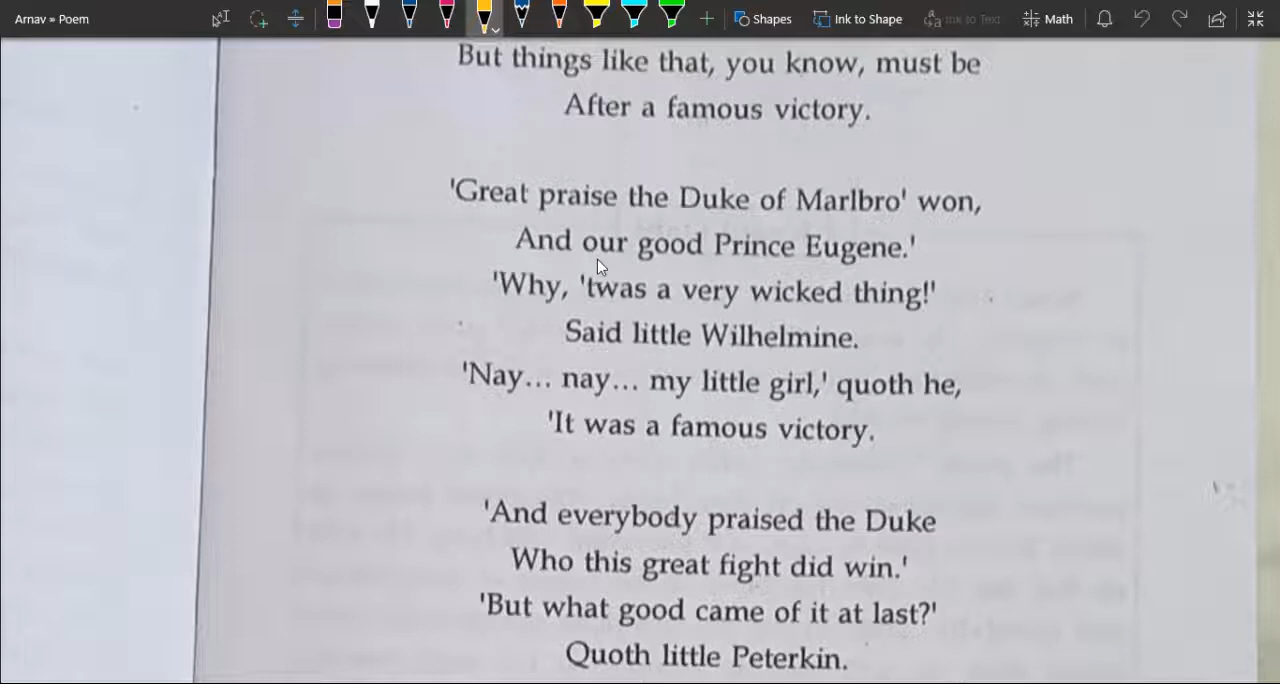 Arnav » Poem
Shapes
Ink to Shape
Ink to Text
Math
But things like that, you know, must be
After a famous victory.
'Great praise the Duke of Marlbro' won,
And our good Prince Eugene.'
'Why, 'twas a very wicked thing!'
Said little Wilhelmine.
'Nay... nay... my little girl,' quoth he,
'It was a famous victory.
'And everybody praised the Duke
Who this great fight did win.'
'But what good came of it at last?'
Quoth little Peterkin.